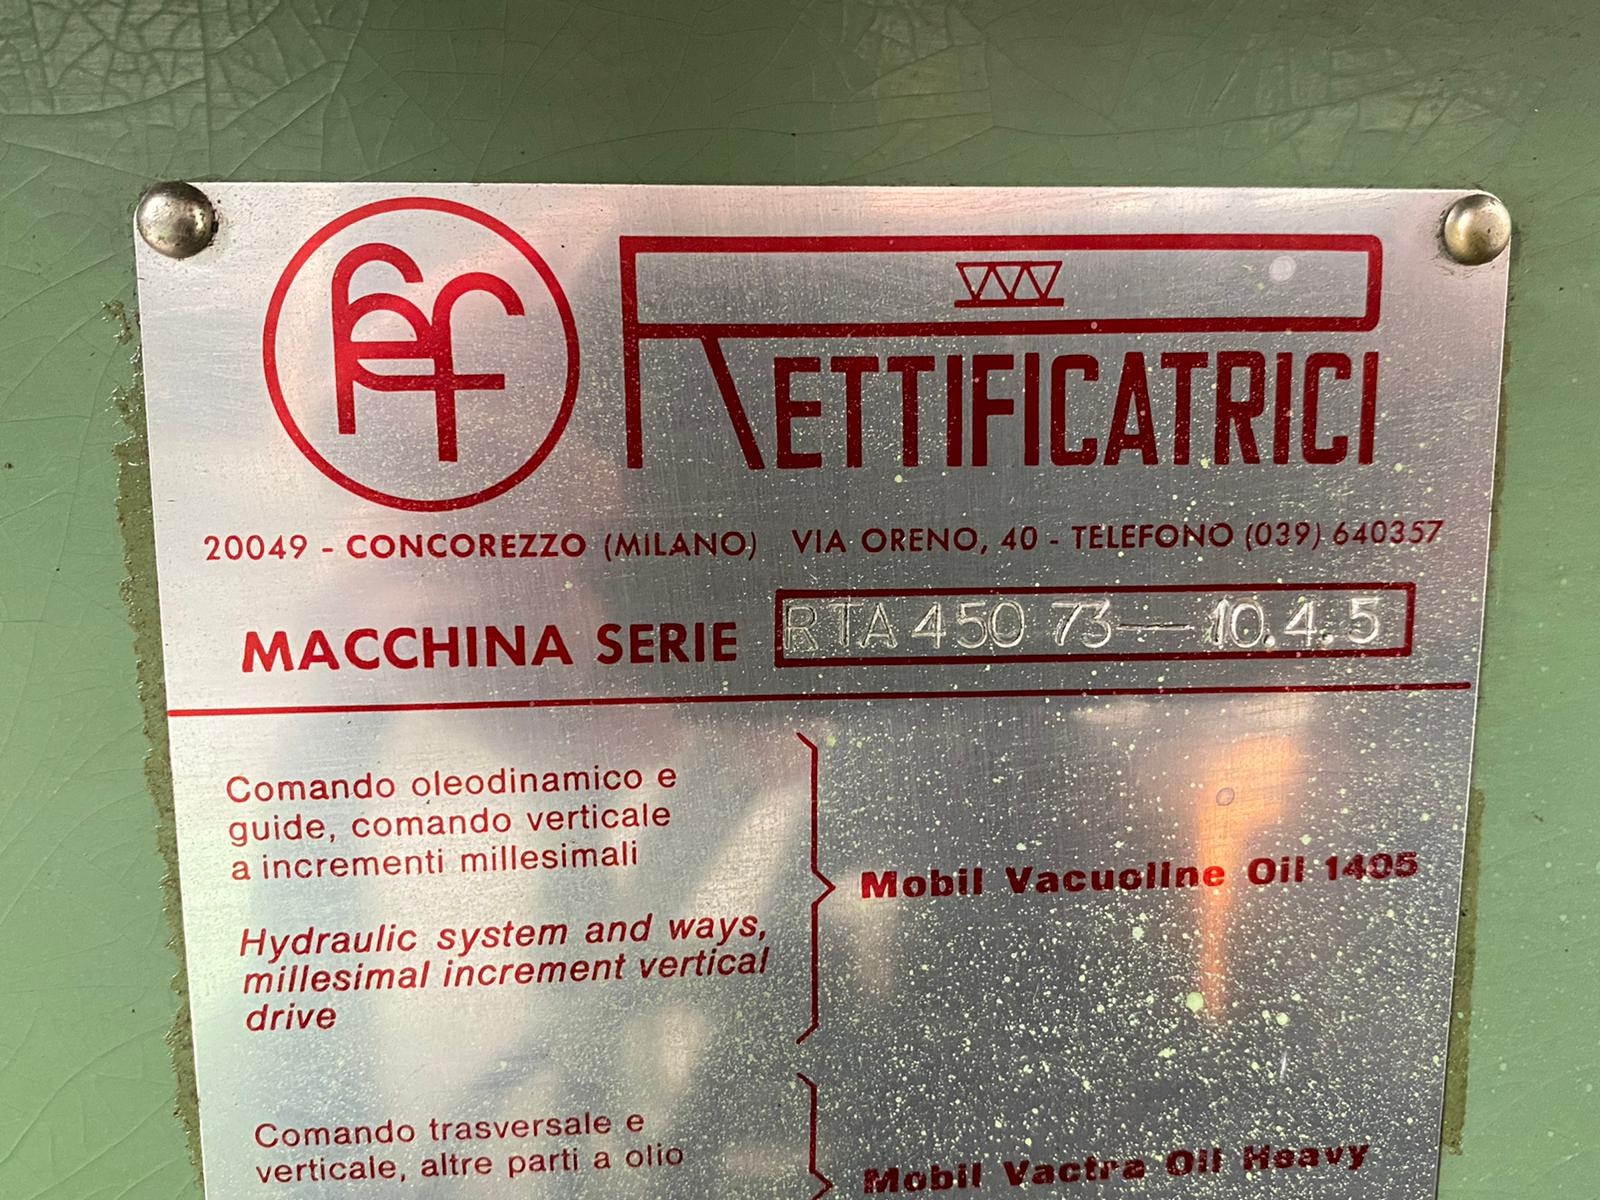 RETTIFICATRICI
20049 - CONCOREZZO (MILANO) VIA ORENO, 40 - TELEFONO (039) 640357
MACCHINA SERIE RTA 450 73 — 10.4.5
Comando oleodinamico e
guide, comando verticale
a incrementi millesimali
Mobil Vacuoline Oil 1405
Hydraulic system and ways,
millesimal increment vertical
drive
Comando trasversale e
verticale, altre parti a olio
Mobil Vactra Oil Heavy